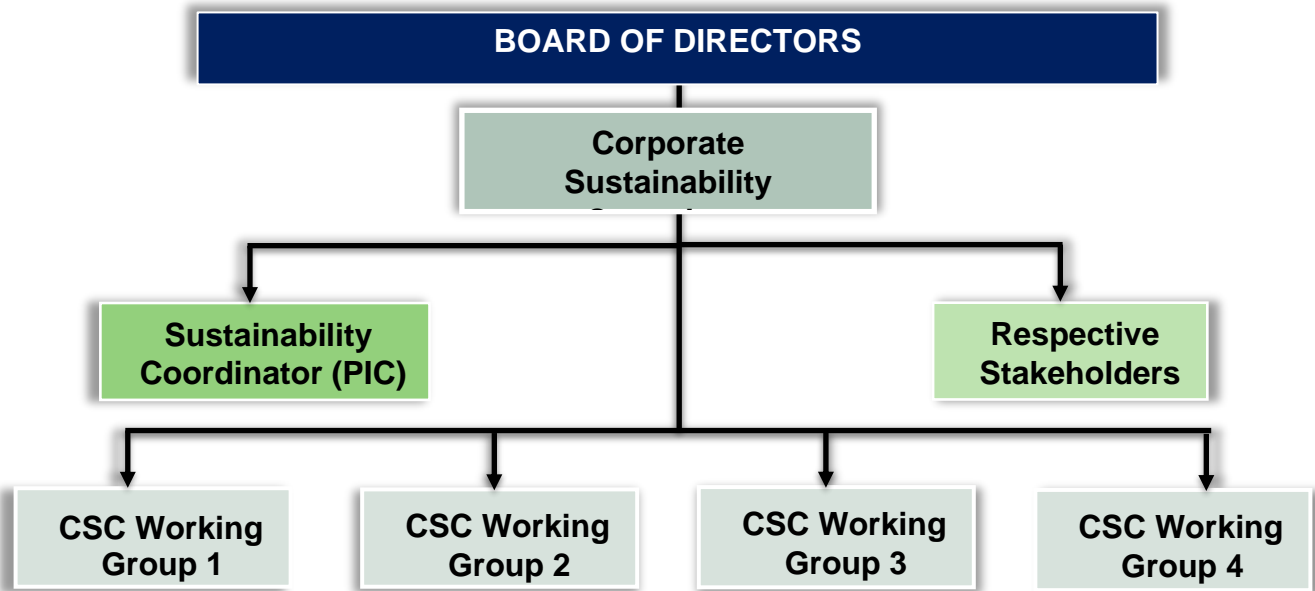 BOARD OF DIRECTORS
Corporate
Sustainability
Sustainability
Coordinator (PIC)
Respective
Stakeholders
CSC Working
Group 1
CSC Working
Group 2
CSC Working
Group 3
CSC Working
Group 4